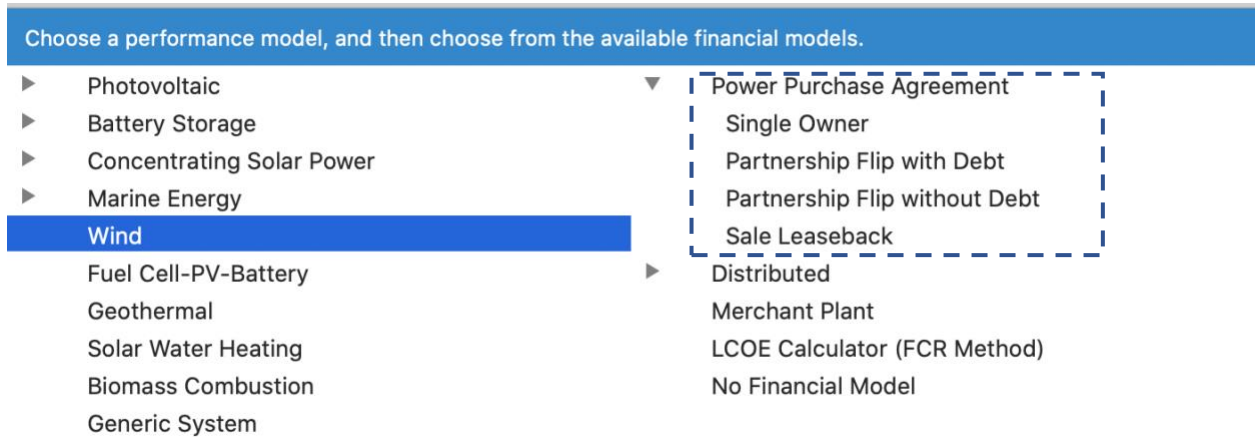 Choose a performance model, and then choose from the available financial models.
Photovoltaic
Battery Storage
Concentrating Solar Power
Marine Energy
Wind
Fuel Cell-PV-Battery
Geothermal
Solar Water Heating
Biomass Combustion
Generic System
Power Purchase Agreement
Single Owner
Partnership Flip with Debt
Partnership Flip without Debt
Sale Leaseback
Distributed
Merchant Plant
LCOE Calculator (FCR Method)
No Financial Model